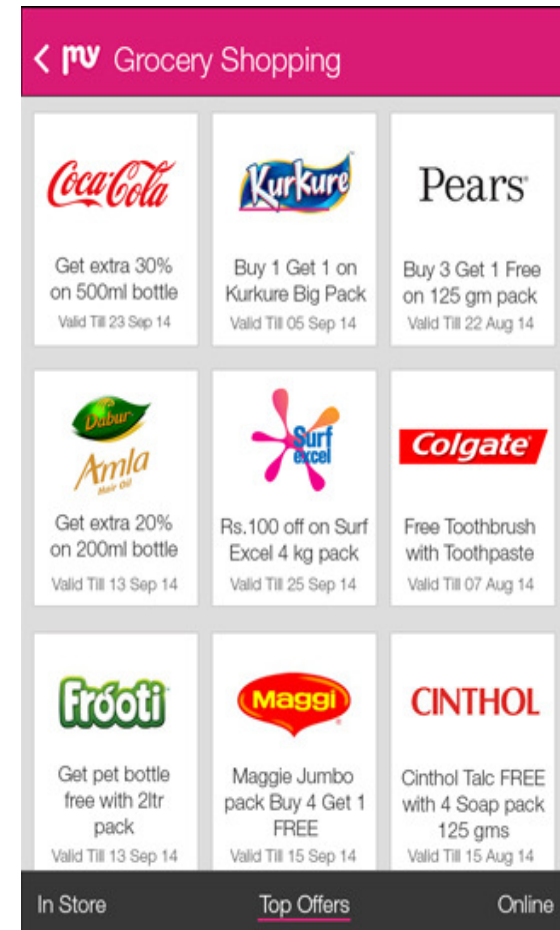 my Grocery Shopping
Coca-Cola
Get extra 30%
on 500ml bottle
Valid Till 23 Sep 14
Kurkure
Buy 1 Get 1 on
Kurkure Big Pack
Valid Till 05 Sep 14
Pears
Buy 3 Get 1 Free
on 125 gm pack
Valid Till 22 Aug 14
Dabur
Amla
Hair Oil
Get extra 20%
on 200ml bottle
Valid Till 13 Sep 14
Surf
excel
Rs.100 off on Surf
Excel 4 kg pack
Valid Till 25 Sep 14
Colgate
Free Toothbrush
with Toothpaste
Valid Till 07 Aug 14
Frooti
Get pet bottle
free with 2ltr
pack
Valid Till 13 Sep 14
Maggi
Maggie Jumbo
pack Buy 4 Get 1
FREE
Valid Till 15 Sep 14
CINTHOL
Cinthol Talc FREE
with 4 Soap pack
125 gms
Valid Till 15 Aug 14
In Store
Top Offers
Online